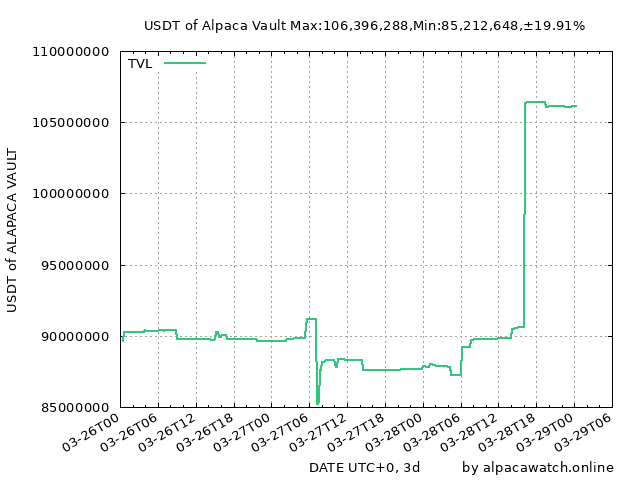 USDT of Alpaca Vault Max:106,396,288,Min:85,212,648,±19.91%
TVL
110000000
105000000
100000000
95000000
90000000
85000000
USDT of ALAPACA VAULT
03-26T00
03-26T06
03-26T12
03-26T18
03-27T00
03-27T06
03-27T12
03-27T18
03-28T00
03-28T06
03-28T12
03-28T18
03-29T00
03-29T06
DATE UTC+0, 3d
by alpacawatch.online